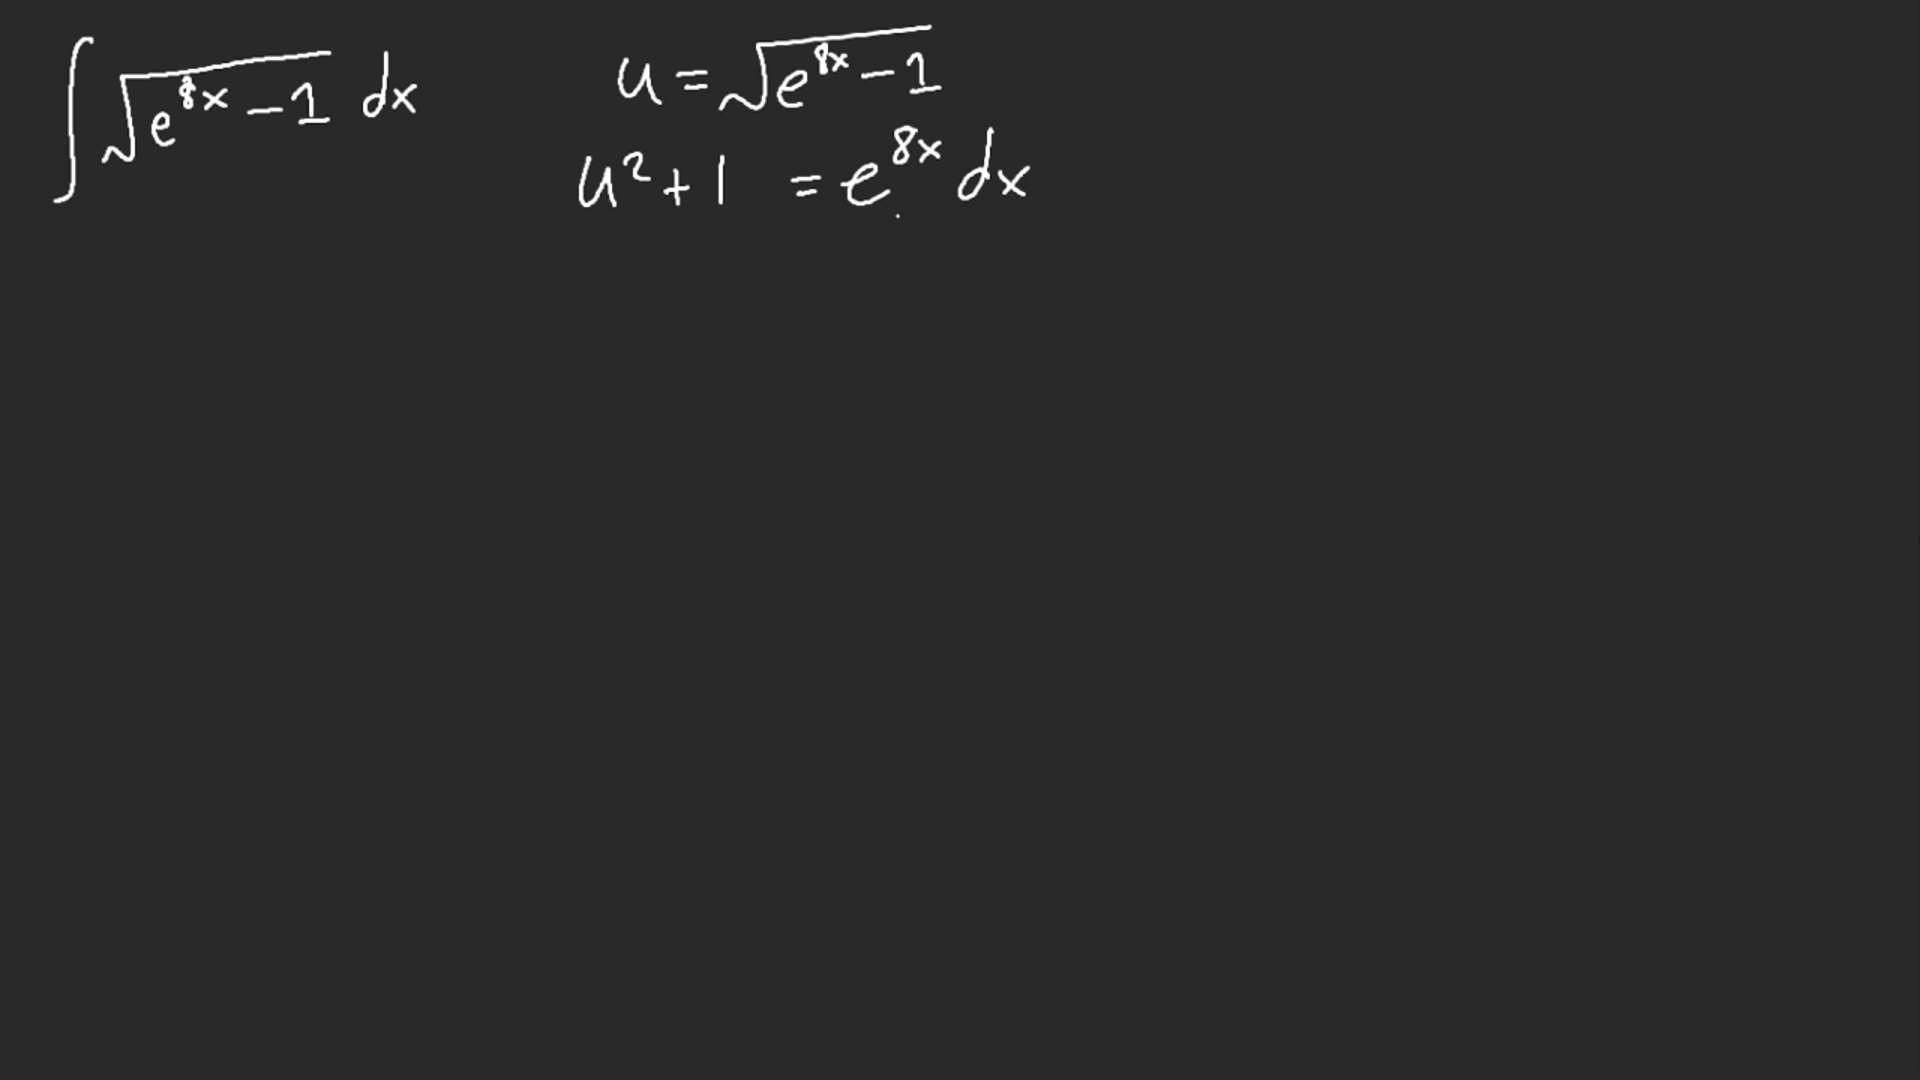 ∫√(e^{8x} - 1) dx
u = √(e^{8x} - 1)
u² + 1 = e^{8x} dx